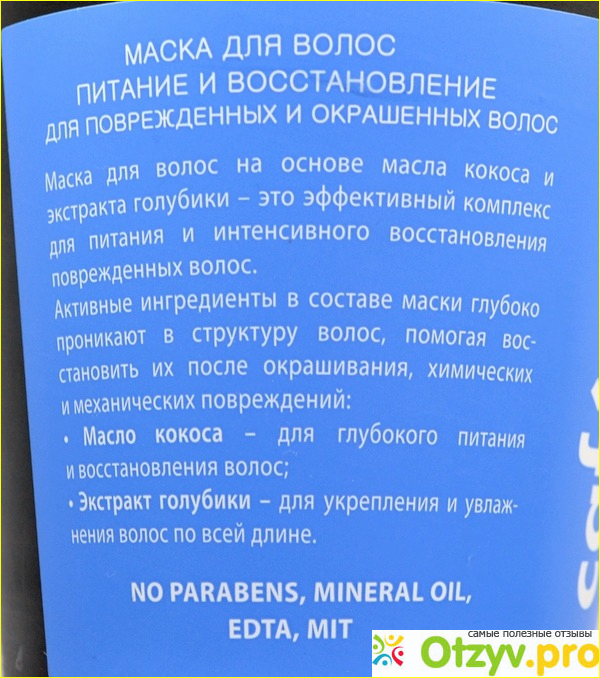 МАСКА ДЛЯ ВОЛОС
ПИТАНИЕ И ВОССТАНОВЛЕНИЕ
ДЛЯ ПОВРЕЖДЕННЫХ И ОКРАШЕННЫХ ВОЛОС
Маска для волос на основе масла кокоса и
экстракта голубики – это эффективный комплекс
для питания и интенсивного восстановления
поврежденных волос.
Активные ингредиенты в составе маски глубоко
проникают в структуру волос, помогая вос-
становить их после окрашивания, химических
и механических повреждений:
• Масло кокоса – для глубокого питания
и восстановления волос;
• Экстракт голубики – для укрепления и увлаж-
нения волос по всей длине.
NO PARABENS, MINERAL OIL,
EDTA, MIT
самые полезные отзывы
Otzyv.pro